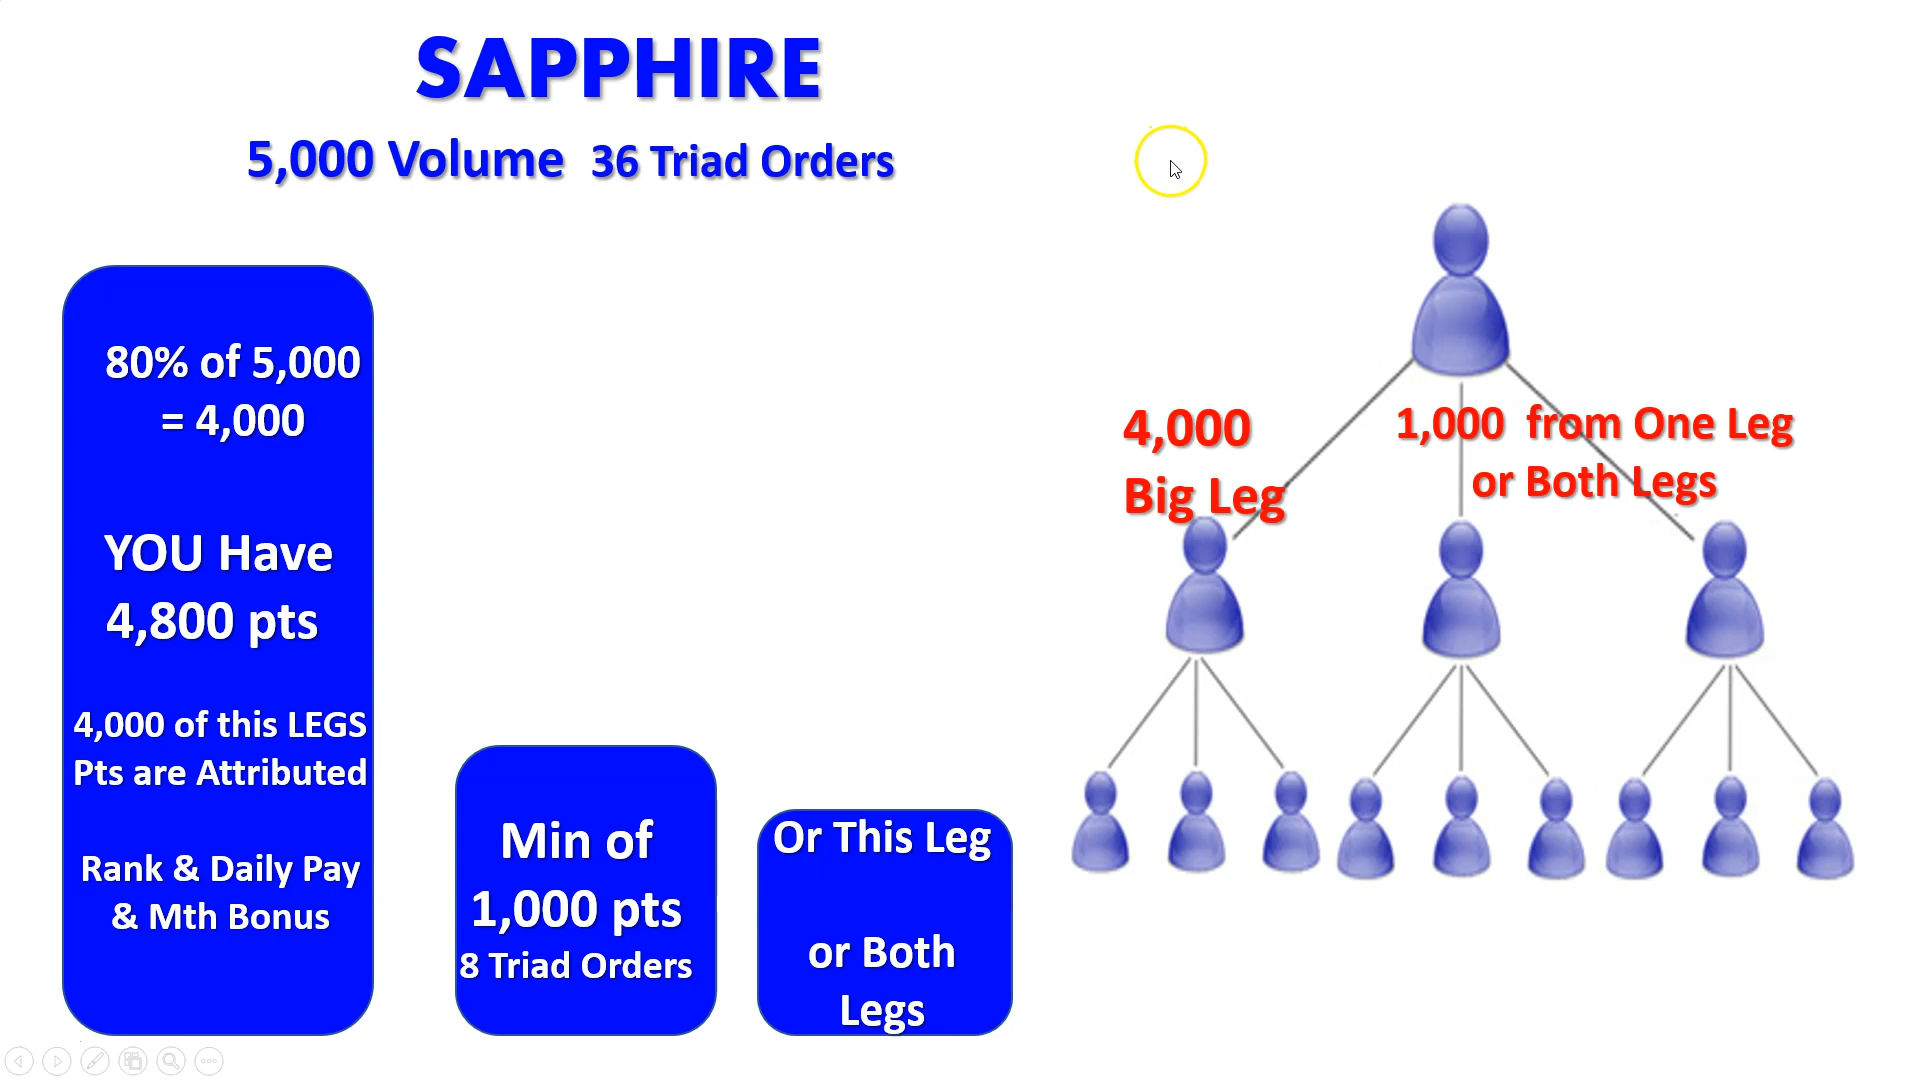 SAPPHIRE
5,000 Volume 36 Triad Orders
80% of 5,000
= 4,000
YOU Have
4,800 pts
4,000 of this LEGS
Pts are Attributed
Rank & Daily Pay
& Mth Bonus
Min of
1,000 pts
8 Triad Orders
Or This Leg
or Both
Legs
4,000
Big Leg
1,000 from One Leg
or Both Legs